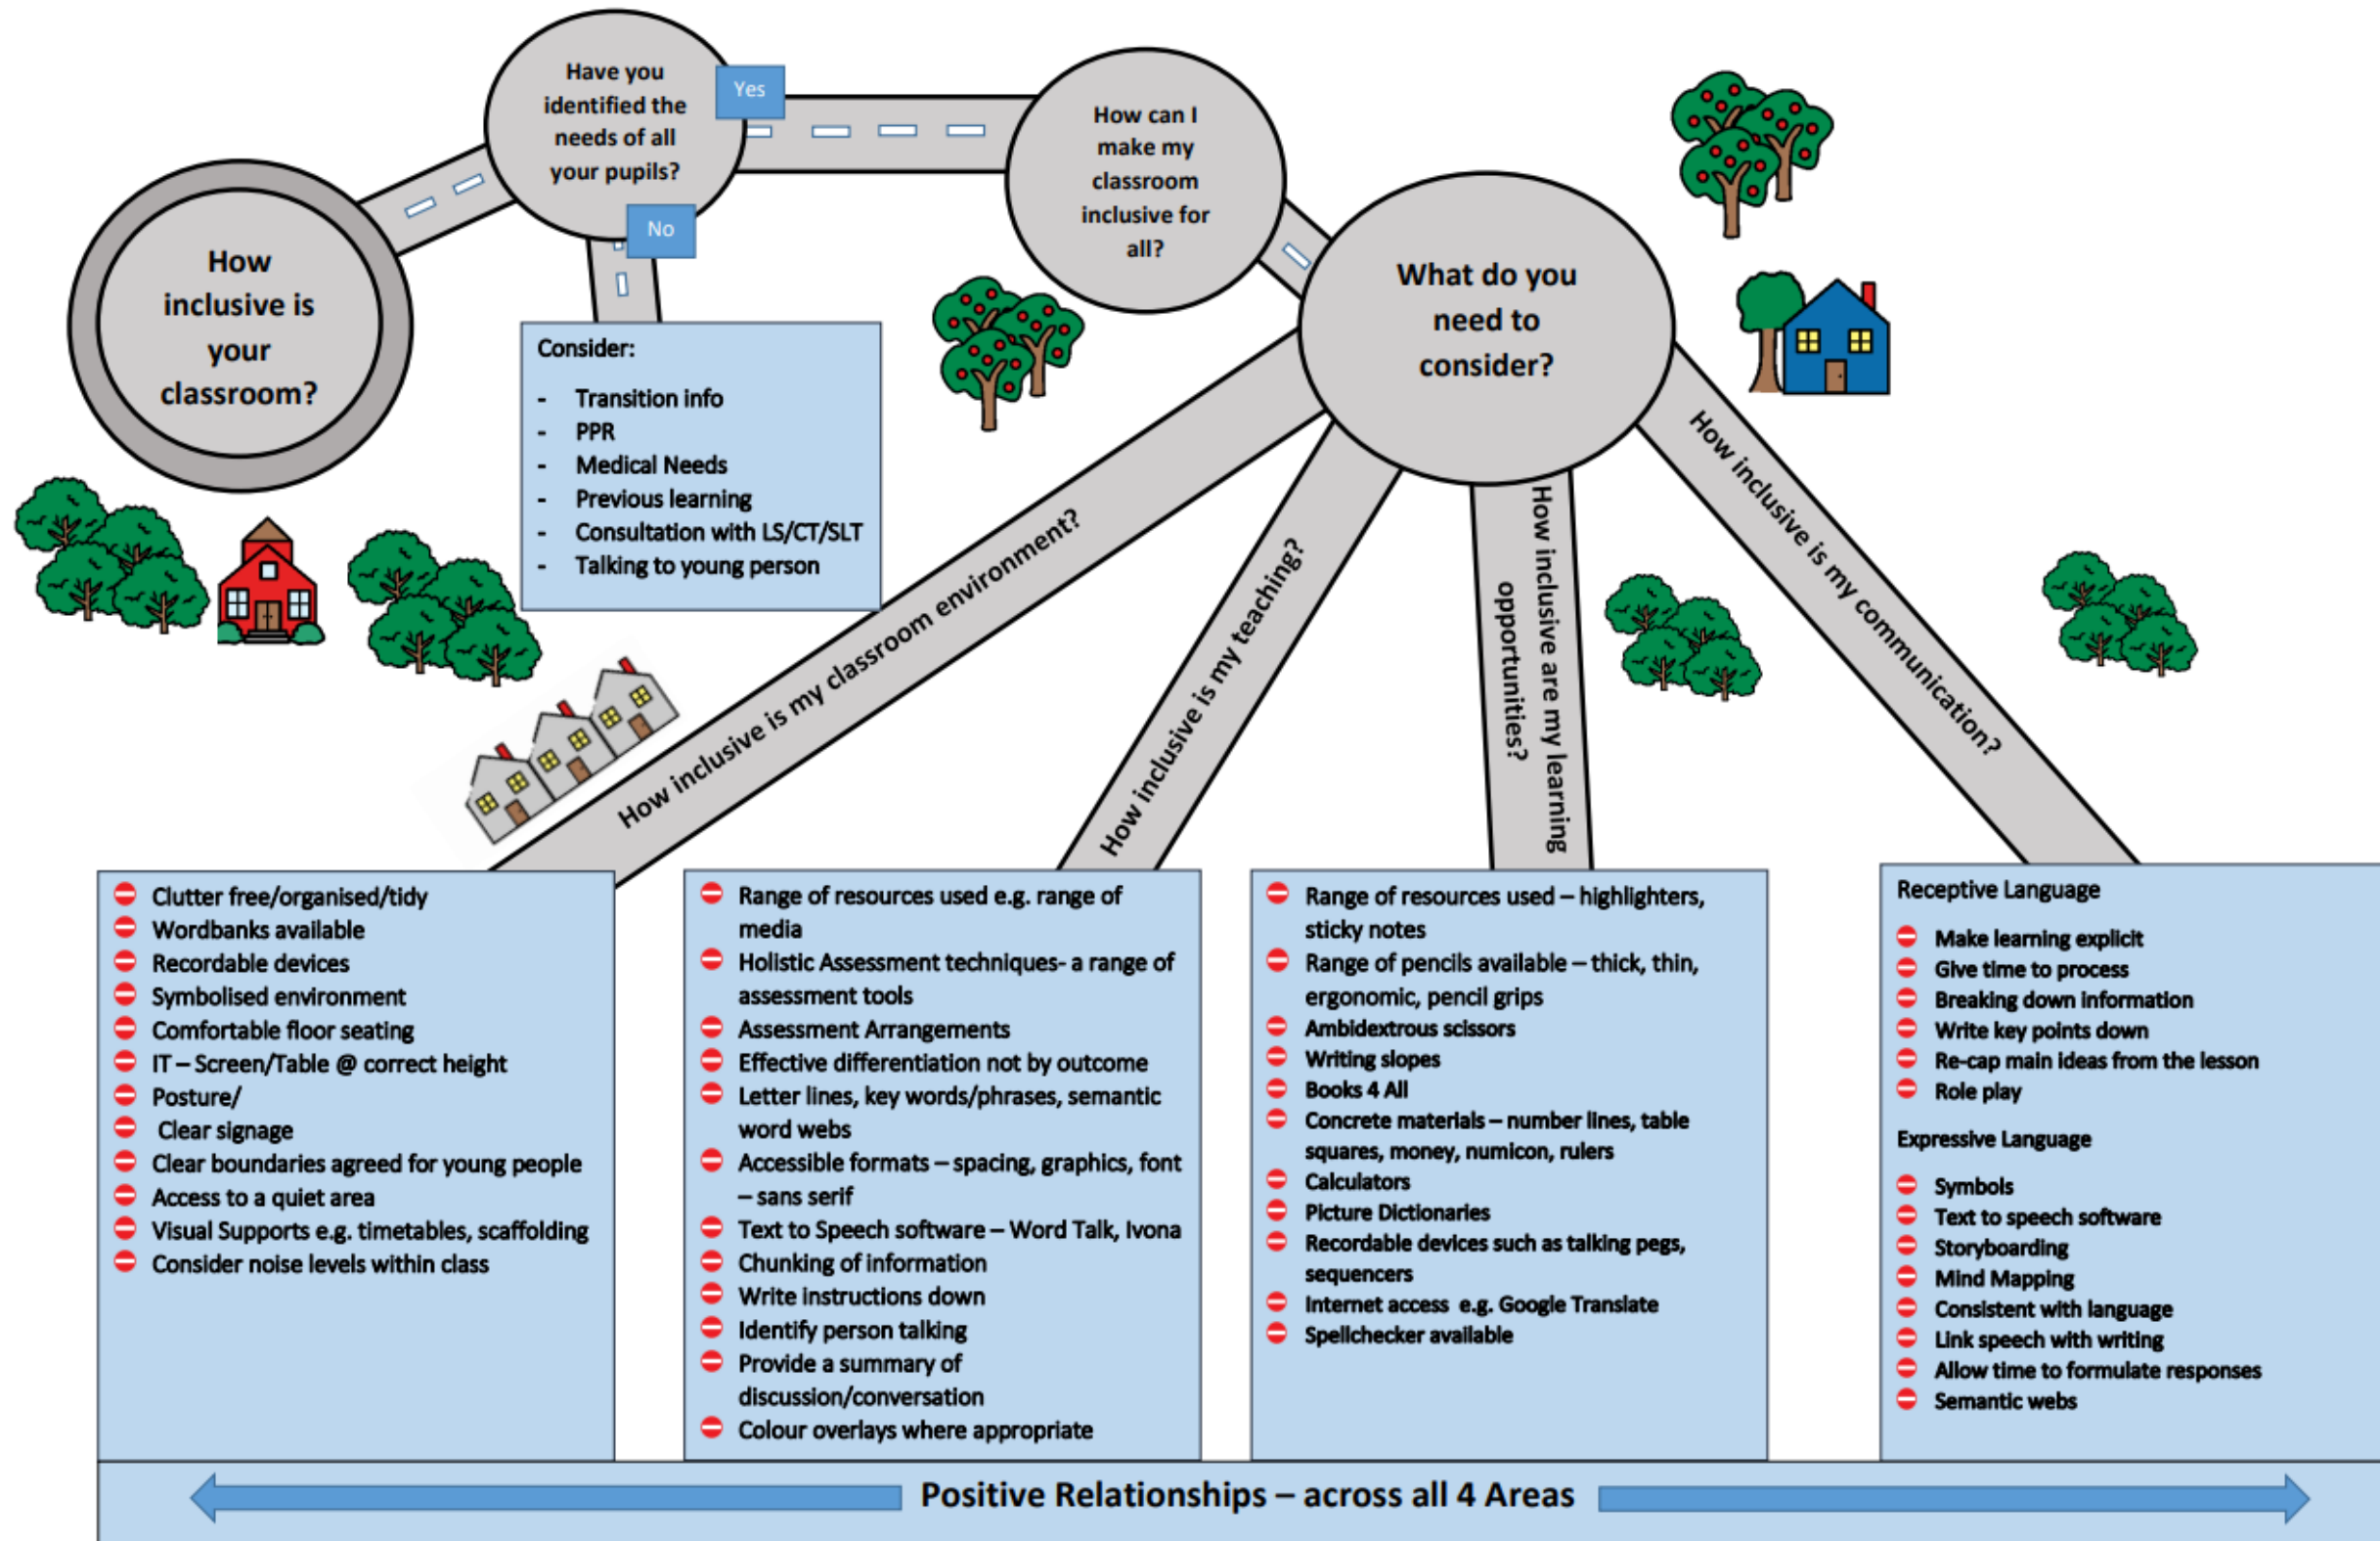 How
inclusive is
your
classroom?
Have you
identified the
needs of all
your pupils?
Yes
No
Consider:
- Transition info
- PPR
- Medical Needs
- Previous learning
- Consultation with LS/CT/SLT
- Talking to young person
How can I
make my
classroom
inclusive for
all?
What do you
need to
consider?
How inclusive is my classroom environment?
How inclusive is my teaching?
How inclusive are my learning
opportunities?
How inclusive is my communication?
Clutter free/organised/tidy
Wordbanks available
Recordable devices
Symbolised environment
Comfortable floor seating
IT – Screen/Table @ correct height
Posture/
Clear signage
Clear boundaries agreed for young people
Access to a quiet area
Visual Supports e.g. timetables, scaffolding
Consider noise levels within class
Range of resources used e.g. range of
media
Holistic Assessment techniques- a range of
assessment tools
Assessment Arrangements
Effective differentiation not by outcome
Letter lines, key words/phrases, semantic
word webs
Accessible formats – spacing, graphics, font
– sans serif
Text to Speech software – Word Talk, Ivona
Chunking of information
Write instructions down
Identify person talking
Provide a summary of
discussion/conversation
Colour overlays where appropriate
Range of resources used – highlighters,
sticky notes
Range of pencils available – thick, thin,
ergonomic, pencil grips
Ambidextrous scissors
Writing slopes
Books 4 All
Concrete materials – number lines, table
squares, money, numicon, rulers
Calculators
Picture Dictionaries
Recordable devices such as talking pegs,
sequencers
Internet access e.g. Google Translate
Spellchecker available
Receptive Language
Make learning explicit
Give time to process
Breaking down information
Write key points down
Re-cap main ideas from the lesson
Role play
Expressive Language
Symbols
Text to speech software
Storyboarding
Mind Mapping
Consistent with language
Link speech with writing
Allow time to formulate responses
Semantic webs
Positive Relationships – across all 4 Areas